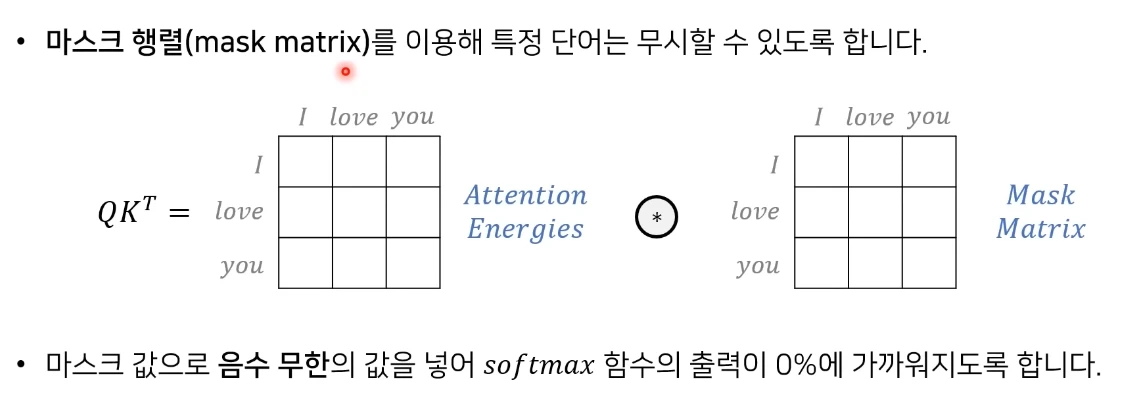 • 마스크 행렬(mask matrix)를 이용해 특정 단어는 무시할 수 있도록 합니다.
I love you
I
love
you
QKᵀ =
Attention
Energies
*
I love you
I
love
you
Mask
Matrix
• 마스크 값으로 음수 무한의 값을 넣어 softmax 함수의 출력이 0%에 가까워지도록 합니다.